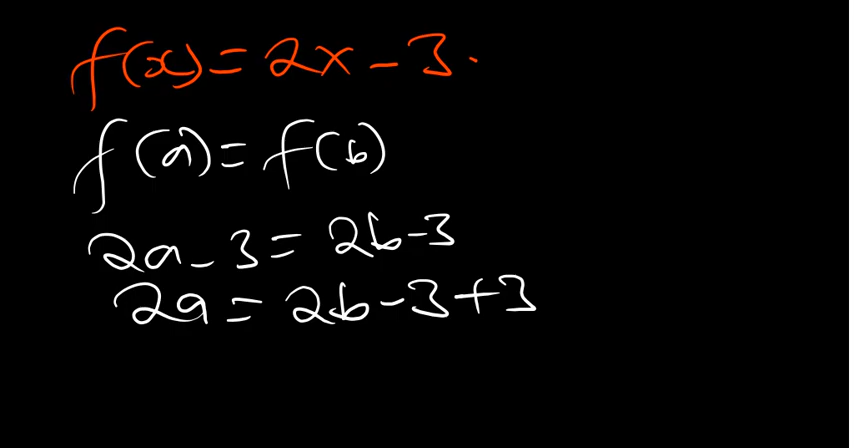 f(x) = 2x - 3.
f(a) = f(b)
2a - 3 = 2b - 3
2a = 2b - 3 + 3